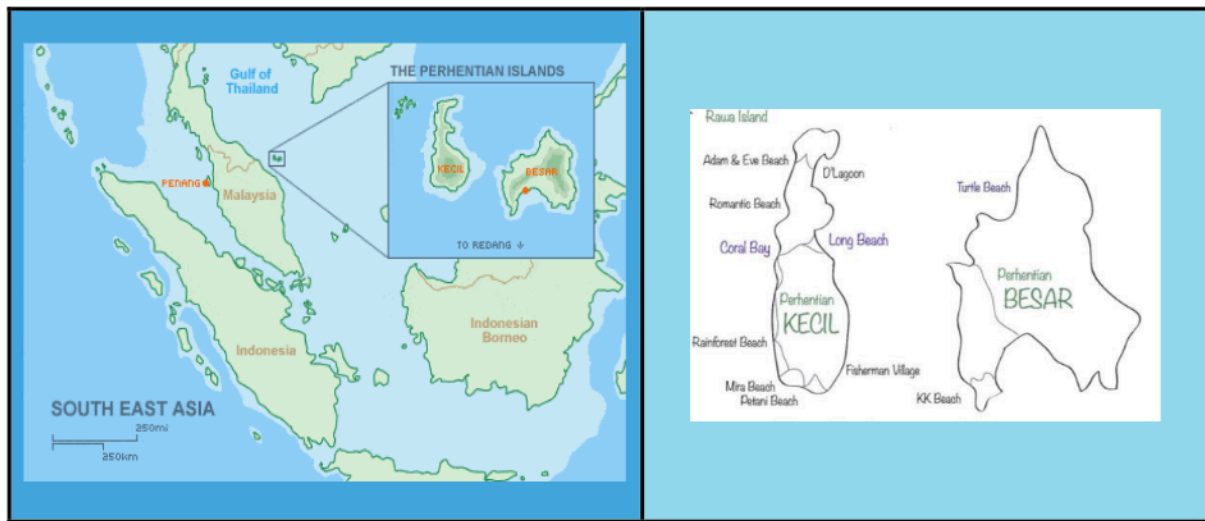 Gulf of
Thailand
THE PERHENTIAN ISLANDS
KECIL
BESAR
PENANG
Malaysia
TO REDANG ↓
Indonesia
Indonesian
Borneo
SOUTH EAST ASIA
250mi
250km
Rawa Island
Adam & Eve Beach
D'Lagoon
Romantic Beach
Coral Bay
Long Beach
Perhentian
KECIL
Rainforest Beach
Mira Beach
Petani Beach
Fisherman Village
Turtle Beach
Perhentian
BESAR
KK Beach